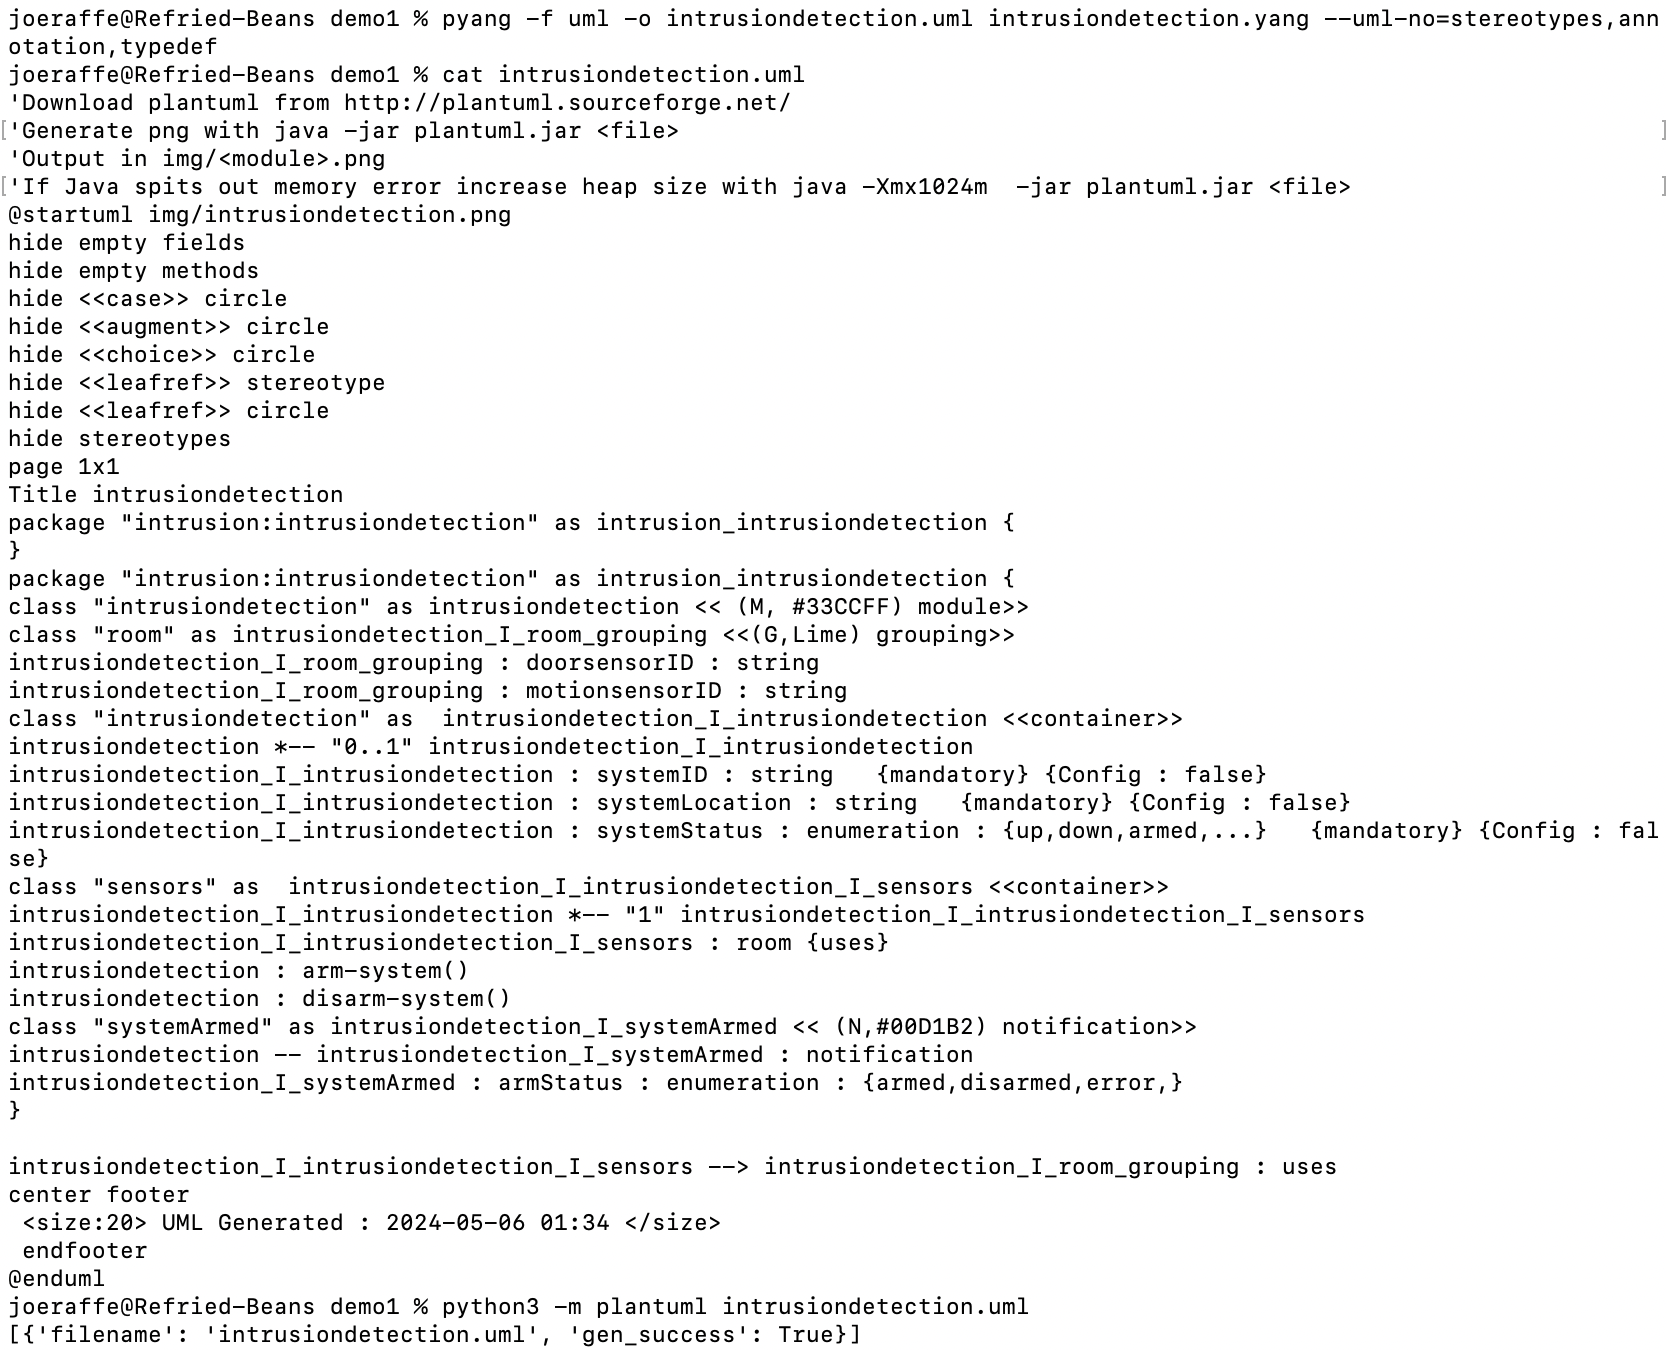 joeraffe@Refried-Beans demo1 % pyang -f uml -o intrusiondetection.uml intrusiondetection.yang --uml-no=stereotypes,ann
otation,typedef
joeraffe@Refried-Beans demo1 % cat intrusiondetection.uml
'Download plantuml from http://plantuml.sourceforge.net/
['Generate png with java -jar plantuml.jar <file> ]
'Output in img/<module>.png
['If Java spits out memory error increase heap size with java -Xmx1024m  -jar plantuml.jar <file> ]
@startuml img/intrusiondetection.png
hide empty fields
hide empty methods
hide <<case>> circle
hide <<augment>> circle
hide <<choice>> circle
hide <<leafref>> stereotype
hide <<leafref>> circle
hide stereotypes
page 1x1
Title intrusiondetection
package "intrusion:intrusiondetection" as intrusion_intrusiondetection {
}
package "intrusion:intrusiondetection" as intrusion_intrusiondetection {
class "intrusiondetection" as intrusiondetection << (M, #33CCFF) module>>
class "room" as intrusiondetection_I_room_grouping <<(G,Lime) grouping>>
intrusiondetection_I_room_grouping : doorsensorID : string
intrusiondetection_I_room_grouping : motionsensorID : string
class "intrusiondetection" as  intrusiondetection_I_intrusiondetection <<container>>
intrusiondetection *-- "0..1" intrusiondetection_I_intrusiondetection
intrusiondetection_I_intrusiondetection : systemID : string   {mandatory} {Config : false}
intrusiondetection_I_intrusiondetection : systemLocation : string   {mandatory} {Config : false}
intrusiondetection_I_intrusiondetection : systemStatus : enumeration : {up,down,armed,...}   {mandatory} {Config : fal
se}
class "sensors" as  intrusiondetection_I_intrusiondetection_I_sensors <<container>>
intrusiondetection_I_intrusiondetection *-- "1" intrusiondetection_I_intrusiondetection_I_sensors
intrusiondetection_I_intrusiondetection_I_sensors : room {uses}
intrusiondetection : arm-system()
intrusiondetection : disarm-system()
class "systemArmed" as intrusiondetection_I_systemArmed << (N,#00D1B2) notification>>
intrusiondetection -- intrusiondetection_I_systemArmed : notification
intrusiondetection_I_systemArmed : armStatus : enumeration : {armed,disarmed,error,}
}

intrusiondetection_I_intrusiondetection_I_sensors --> intrusiondetection_I_room_grouping : uses
center footer
 <size:20> UML Generated : 2024-05-06 01:34 </size>
 endfooter
@enduml
joeraffe@Refried-Beans demo1 % python3 -m plantuml intrusiondetection.uml
[{'filename': 'intrusiondetection.uml', 'gen_success': True}]